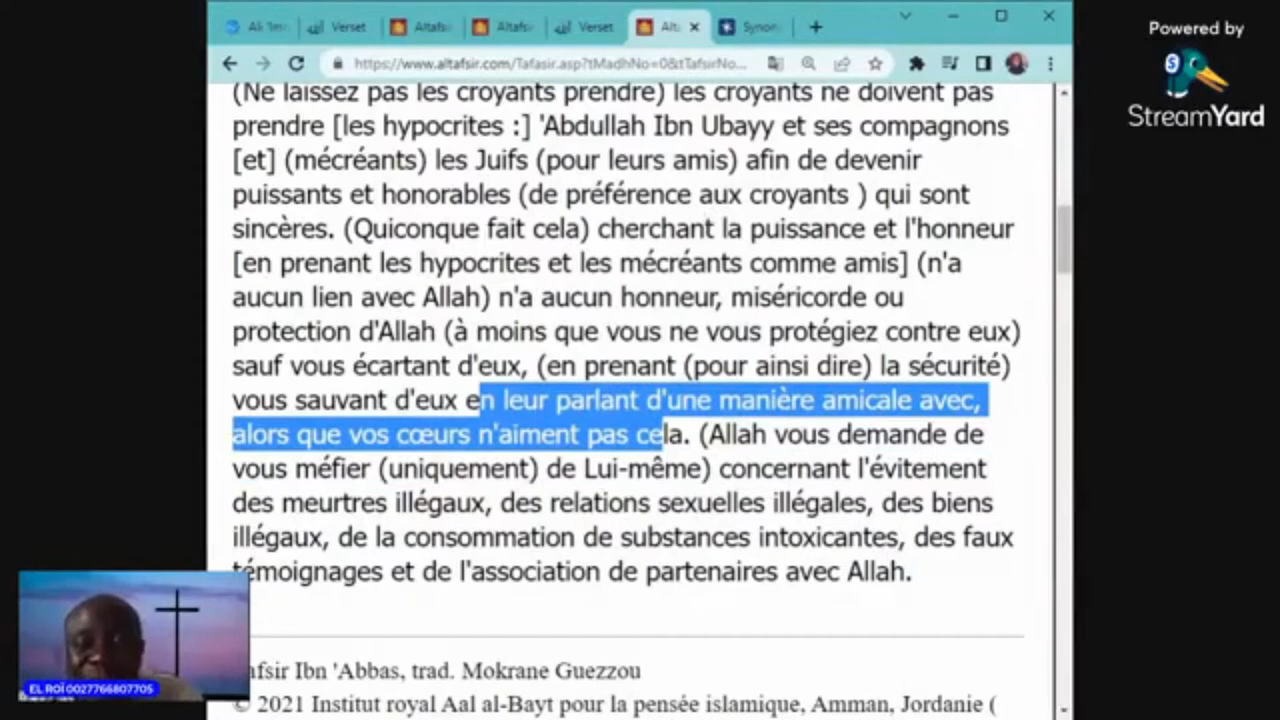 Powered by
StreamYard
Ali 'Im
Verset
Altafsi
Altafsi
Verset
Alt
Synon
https://www.altafsir.com/Tafasir.asp?tMadhNo=0&tTafsirNo...
(Ne laissez pas les croyants prendre) les croyants ne doivent pas
prendre [les hypocrites :] 'Abdullah Ibn Ubayy et ses compagnons
[et] (mécréants) les Juifs (pour leurs amis) afin de devenir
puissants et honorables (de préférence aux croyants ) qui sont
sincères. (Quiconque fait cela) cherchant la puissance et l'honneur
[en prenant les hypocrites et les mécréants comme amis] (n'a
aucun lien avec Allah) n'a aucun honneur, miséricorde ou
protection d'Allah (à moins que vous ne vous protégiez contre eux)
sauf vous écartant d'eux, (en prenant (pour ainsi dire) la sécurité)
vous sauvant d'eux en leur parlant d'une manière amicale avec,
alors que vos cœurs n'aiment pas cela. (Allah vous demande de
vous méfier (uniquement) de Lui-même) concernant l'évitement
des meurtres illégaux, des relations sexuelles illégales, des biens
illégaux, de la consommation de substances intoxicantes, des faux
témoignages et de l'association de partenaires avec Allah.
afsir Ibn 'Abbas, trad. Mokrane Guezzou
© 2021 Institut royal Aal al-Bayt pour la pensée islamique, Amman, Jordanie (
EL ROÏ 0027766807705